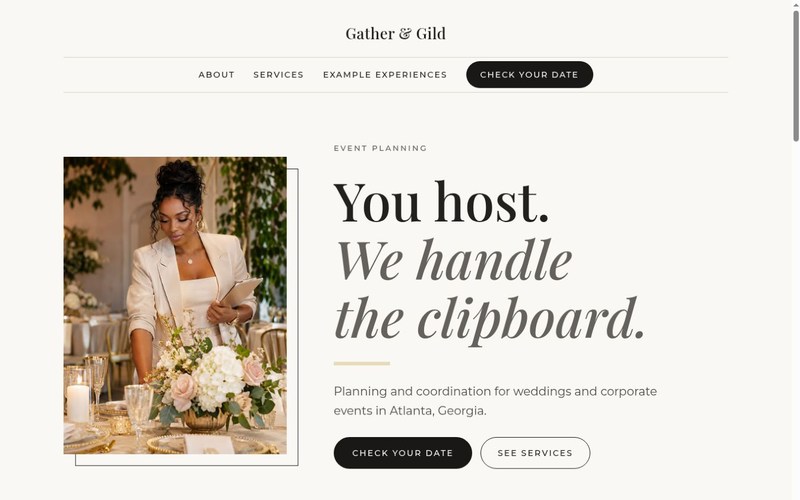 Gather & Gild
ABOUT SERVICES EXAMPLE EXPERIENCES CHECK YOUR DATE
EVENT PLANNING
You host.
We handle
the clipboard.
Planning and coordination for weddings and corporate
events in Atlanta, Georgia.
CHECK YOUR DATE SEE SERVICES